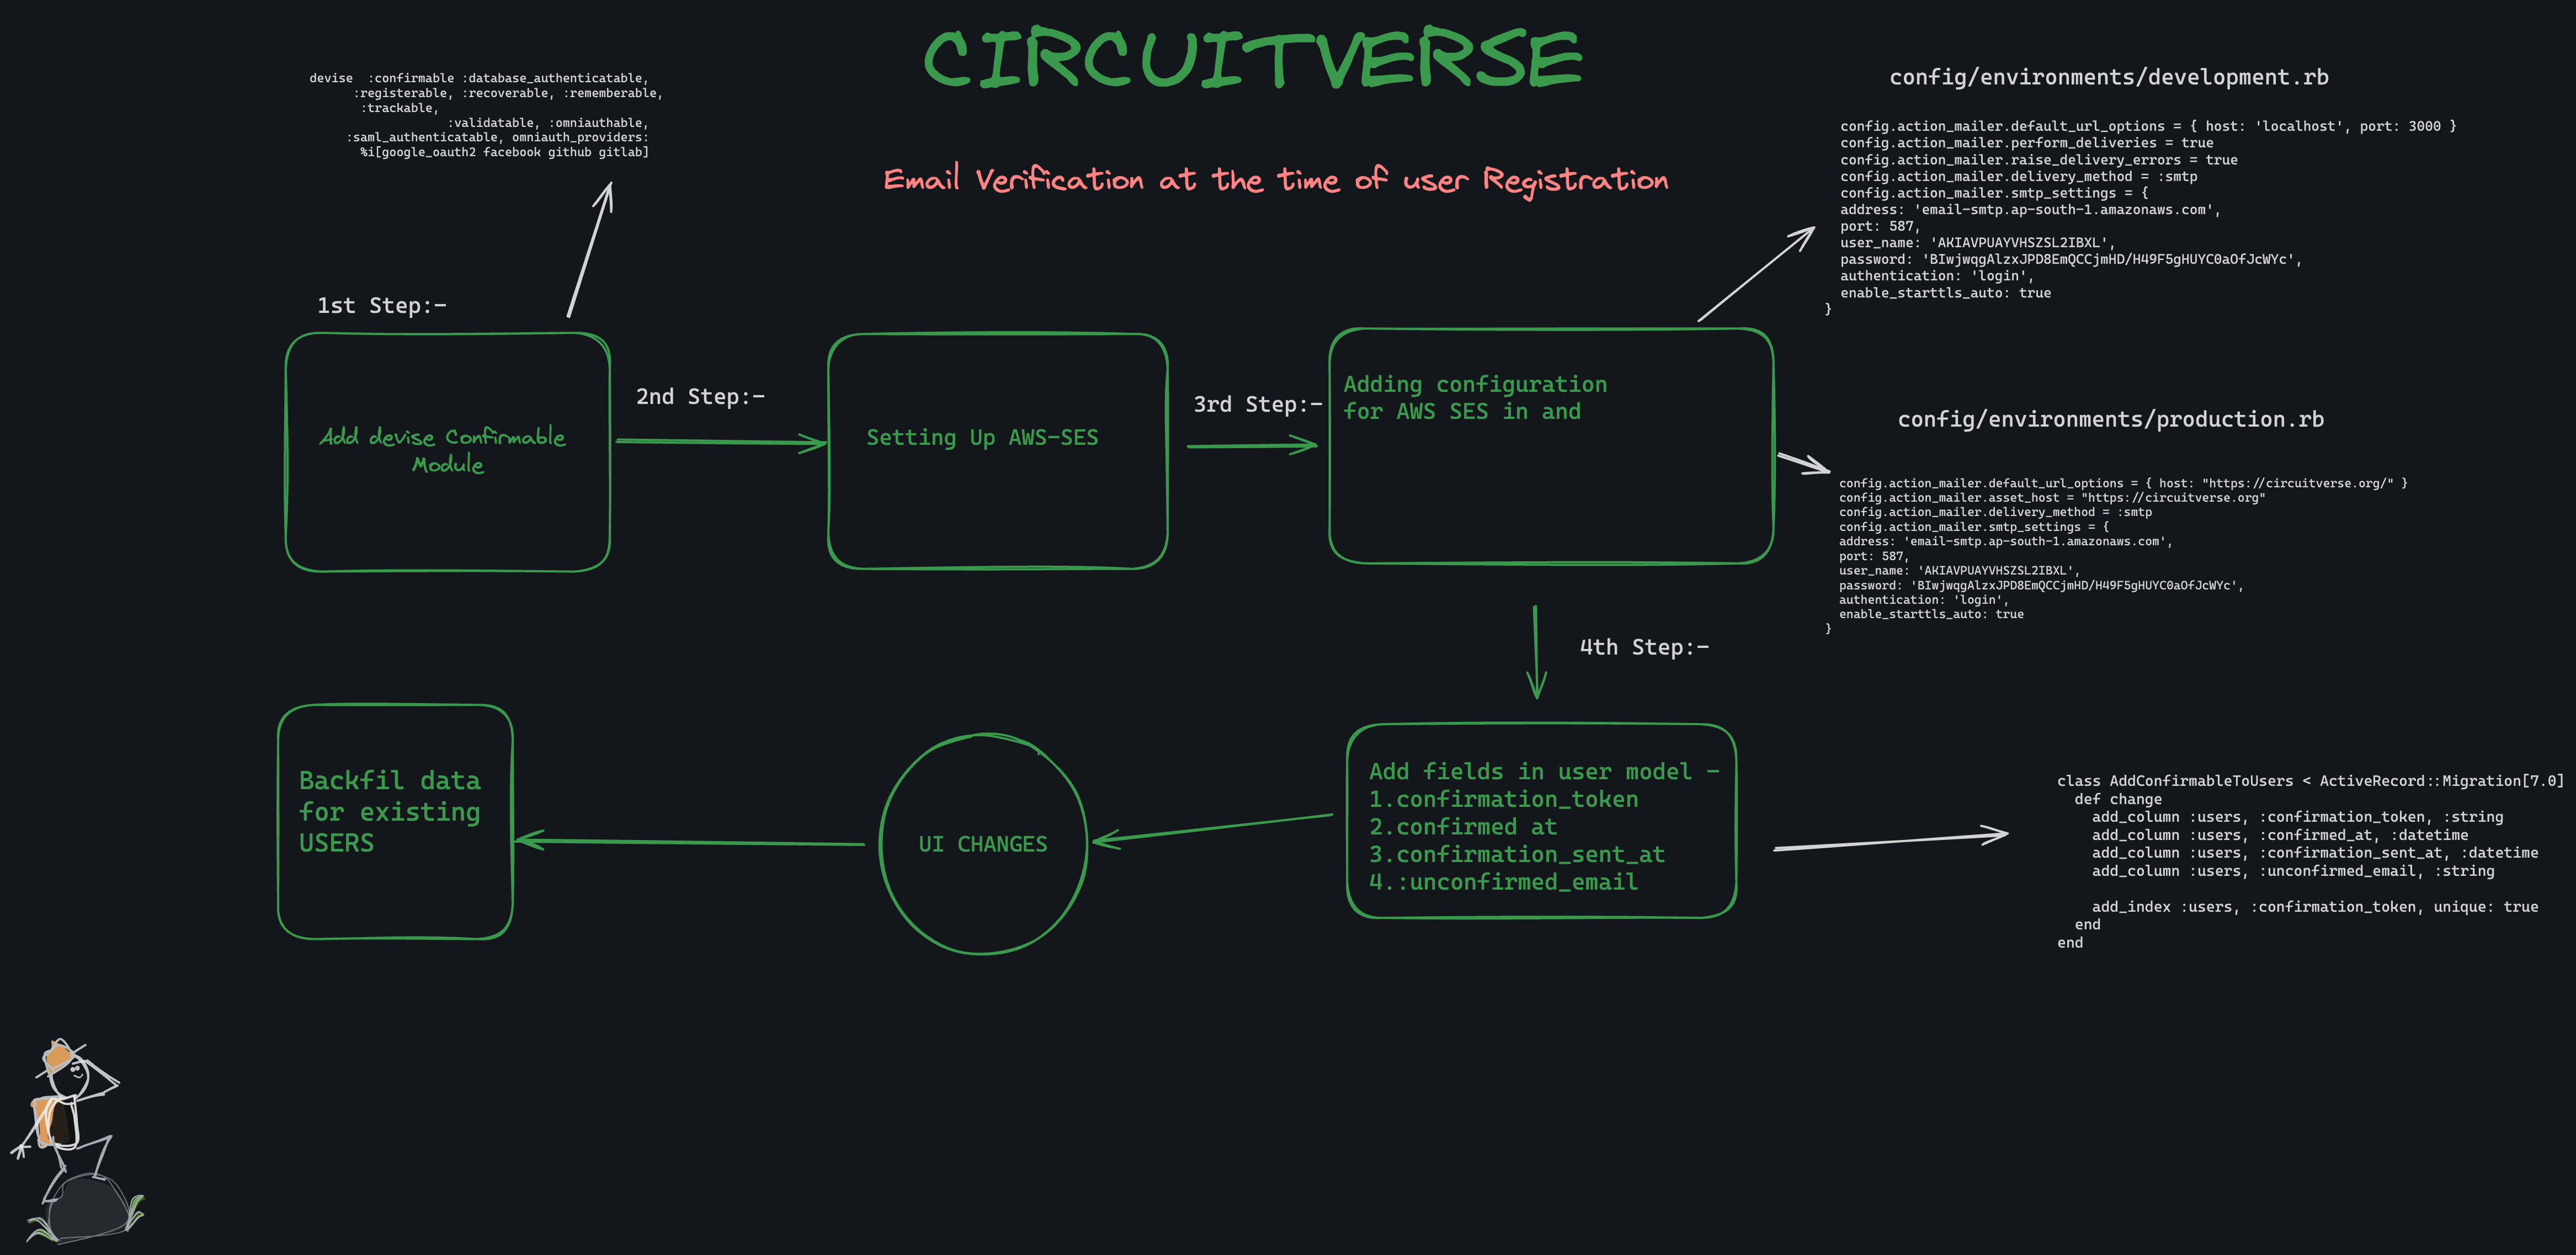 CIRCUITVERSE
Email Verification at the time of user Registration
devise  :confirmable :database_authenticatable,
:registerable, :recoverable, :rememberable,
:trackable,
:validatable, :omniauthable,
:saml_authenticatable, omniauth_providers:
%i[google_oauth2 facebook github gitlab]
1st Step:-
Add devise Confirmable
Module
2nd Step:-
Setting Up AWS-SES
3rd Step:-
Adding configuration
for AWS SES in and
config/environments/development.rb
config.action_mailer.default_url_options = { host: 'localhost', port: 3000 }
config.action_mailer.perform_deliveries = true
config.action_mailer.raise_delivery_errors = true
config.action_mailer.delivery_method = :smtp
config.action_mailer.smtp_settings = {
address: 'email-smtp.ap-south-1.amazonaws.com',
port: 587,
user_name: 'AKIAVPUAYVHSZSL2IBXL',
password: 'BIwjwqgAlzxJPD8EmQCCjmHD/H49F5gHUYC0aOfJcWYc',
authentication: 'login',
enable_starttls_auto: true
}
config/environments/production.rb
config.action_mailer.default_url_options = { host: "https://circuitverse.org/" }
config.action_mailer.asset_host = "https://circuitverse.org"
config.action_mailer.delivery_method = :smtp
config.action_mailer.smtp_settings = {
address: 'email-smtp.ap-south-1.amazonaws.com',
port: 587,
user_name: 'AKIAVPUAYVHSZSL2IBXL',
password: 'BIwjwqgAlzxJPD8EmQCCjmHD/H49F5gHUYC0aOfJcWYc',
authentication: 'login',
enable_starttls_auto: true
}
4th Step:-
Add fields in user model -
1.confirmation_token
2.confirmed at
3.confirmation_sent_at
4.:unconfirmed_email
class AddConfirmableToUsers < ActiveRecord::Migration[7.0]
def change
add_column :users, :confirmation_token, :string
add_column :users, :confirmed_at, :datetime
add_column :users, :confirmation_sent_at, :datetime
add_column :users, :unconfirmed_email, :string
add_index :users, :confirmation_token, unique: true
end
end
UI CHANGES
Backfil data
for existing
USERS